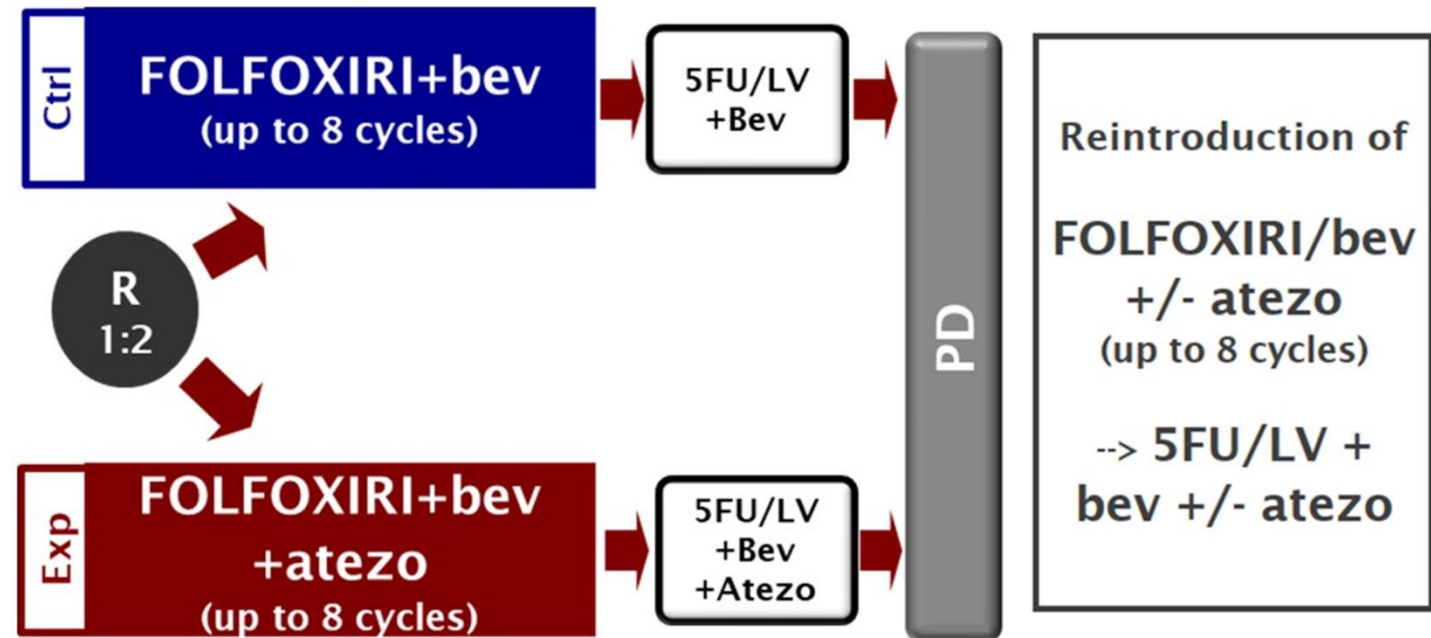 Ctrl
FOLFOXIRI+bev
(up to 8 cycles)
5FU/LV
+Bev
R
1:2
Exp
FOLFOXIRI+bev
+atezo
(up to 8 cycles)
5FU/LV
+Bev
+Atezo
PD
Reintroduction of
FOLFOXIRI/bev
+/- atezo
(up to 8 cycles)
--> 5FU/LV +
bev +/- atezo